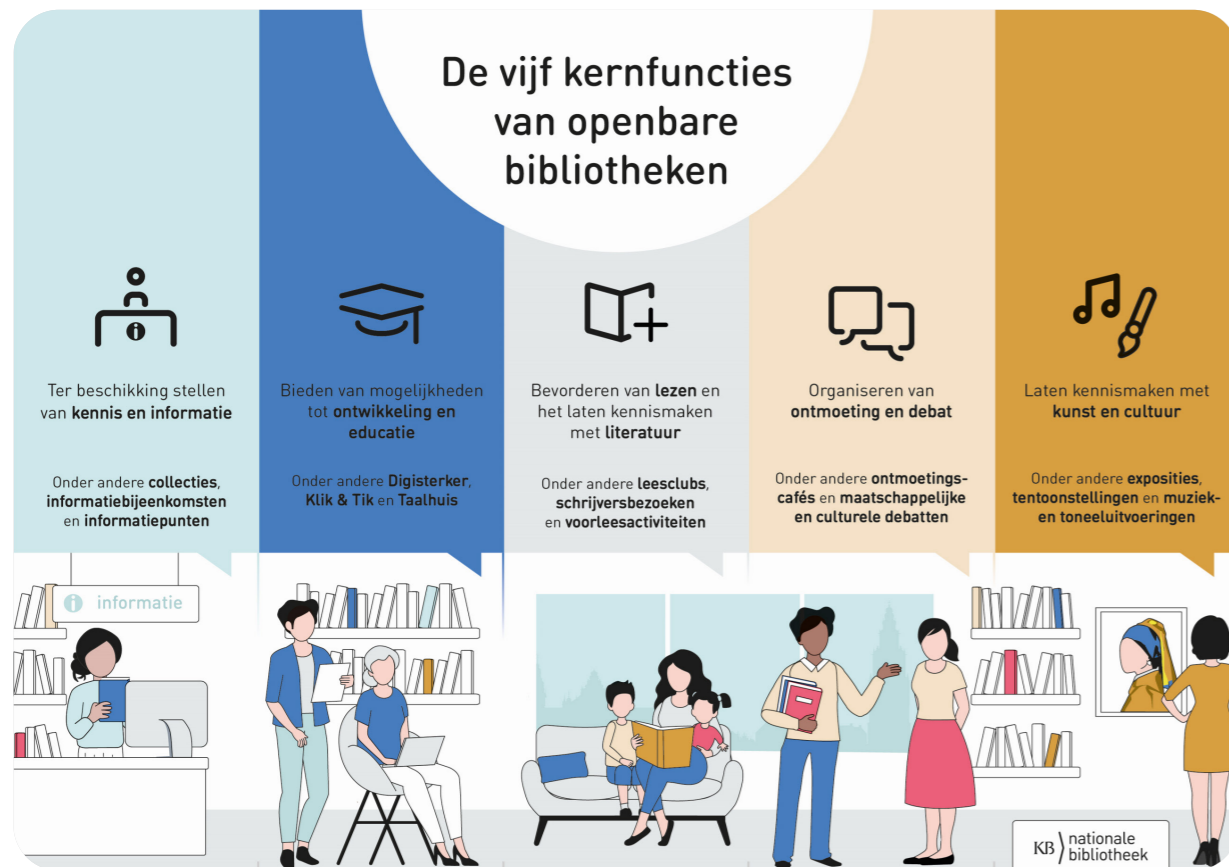 De vijf kernfuncties
van openbare
bibliotheken
Ter beschikking stellen
van kennis en informatie
Onder andere collecties,
informatiebijeenkomsten
en informatiepunten
Bieden van mogelijkheden
tot ontwikkeling en
educatie
Onder andere Digisterker,
Klik & Tik en Taalhuis
Bevorderen van lezen en
het laten kennismaken
met literatuur
Onder andere leesclubs,
schrijversbezoeken
en voorleesactiviteiten
Organiseren van
ontmoeting en debat
Onder andere ontmoetings-
cafés en maatschappelijke
en culturele debatten
Laten kennismaken met
kunst en cultuur
Onder andere exposities,
tentoonstellingen en muziek-
en toneeluitvoeringen
i informatie
KB nationale
bibliotheek